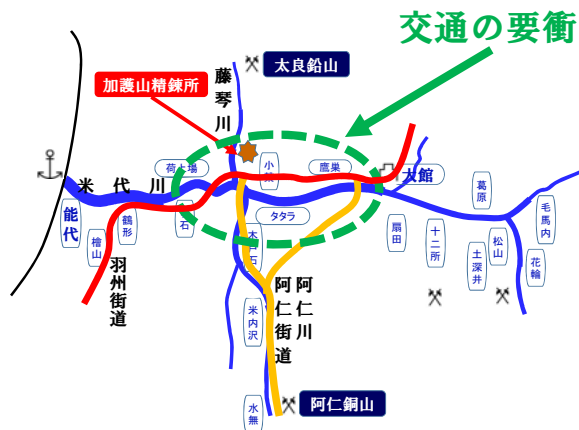 交通の要衝
太良鉛山
加護山精錬所
藤琴川
荷上場
小
鷹巣
大館
米代川
能代
檜山
鶴形
石
羽州街道
タタラ
扇田
十二所
葛原
土深井
松山
毛馬内
花輪
米内沢
阿仁街道
阿仁川
水無
阿仁銅山